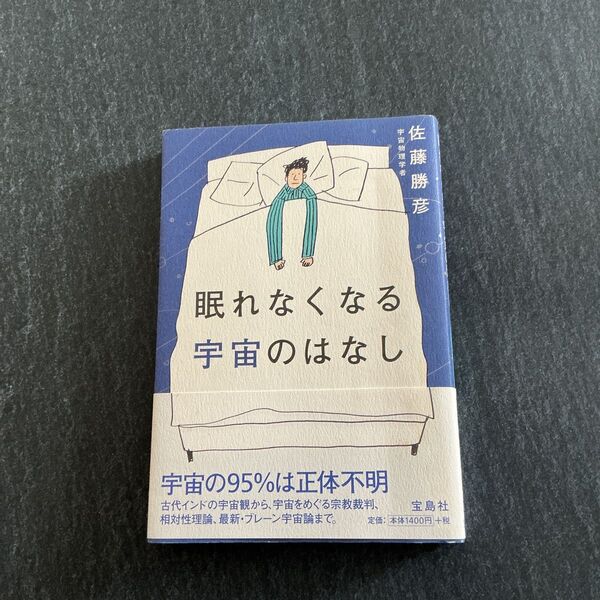 佐藤勝彦
宇宙物理学者
眠れなくなる
宇宙のはなし
宇宙の95%は正体不明
古代インドの宇宙観から、宇宙をめぐる宗教裁判、
相対性理論、最新・ブレーン宇宙論まで。
宝島社
定価：本体1400円+税